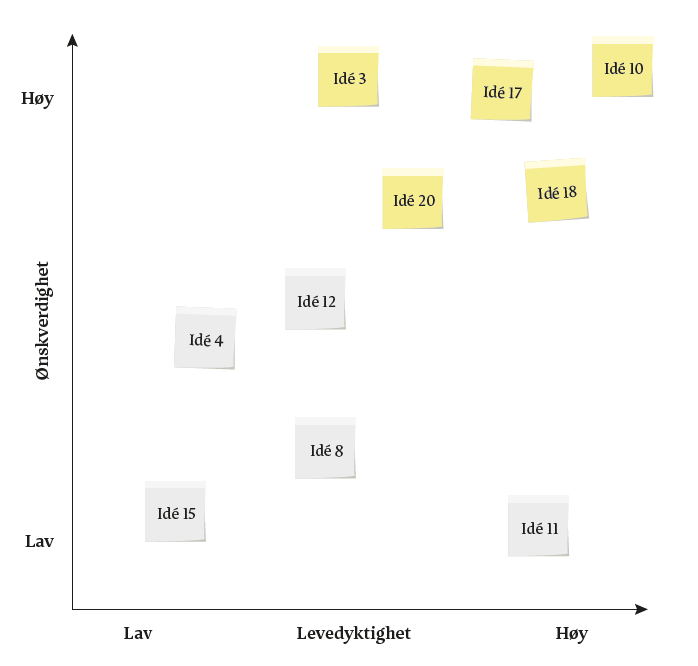 Idé 3
Idé 17
Idé 10
Høy
Idé 20
Idé 18
Ønskverdighet
Idé 12
Idé 4
Idé 8
Idé 15
Idé 11
Lav
Lav
Levedyktighet
Høy